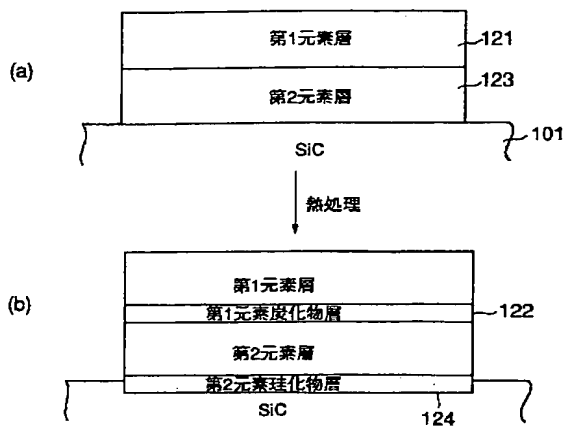 (a)
第1元素層
121
第2元素層
123
SiC
101
熱処理
(b)
第1元素層
第1元素炭化物層
122
第2元素層
第2元素珪化物層
SiC
124